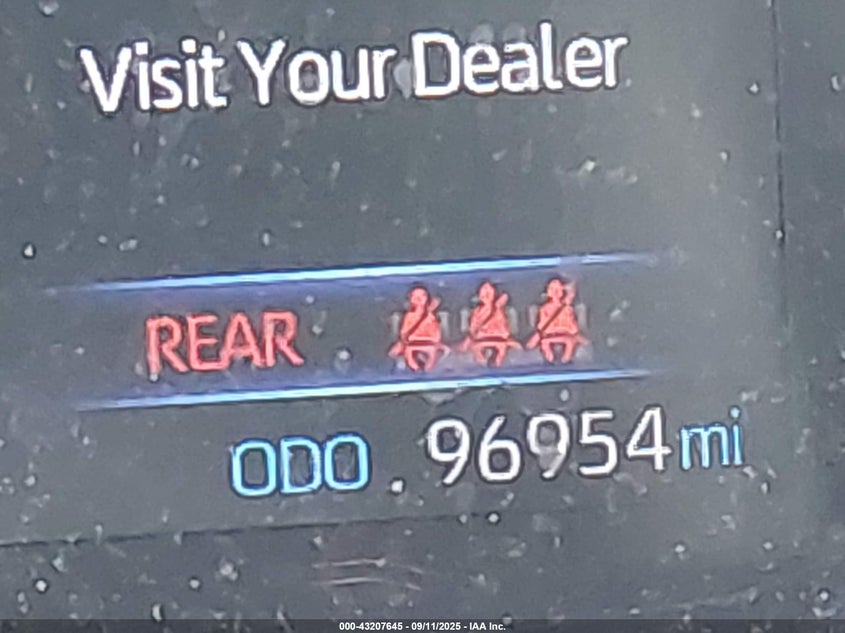 Visit Your Dealer
REAR
ODO 96954 mi
000-43207645 - 09/11/2025 - IAA Inc.